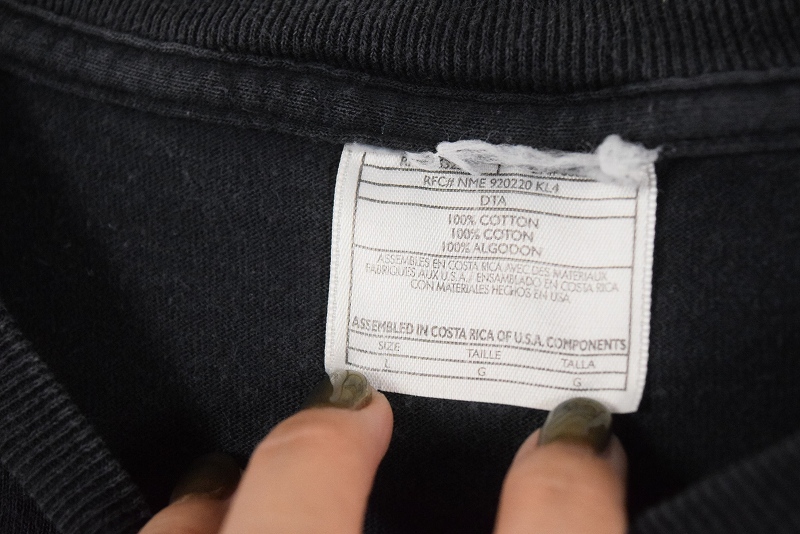 RFC# NME 920220 KL4
DTA
100% COTTON
100% COTON
100% ALGODON
ASSEMBLES EN COSTA RICA AVEC DES MATERIAUX
FABRIQUES AUX U.S.A./ ENSAMBLADO EN COSTA RICA
CON MATERIALES HECHOS EN USA
ASSEMBLED IN COSTA RICA OF U.S.A. COMPONENTS
SIZE TAILLE TALLA
L G G